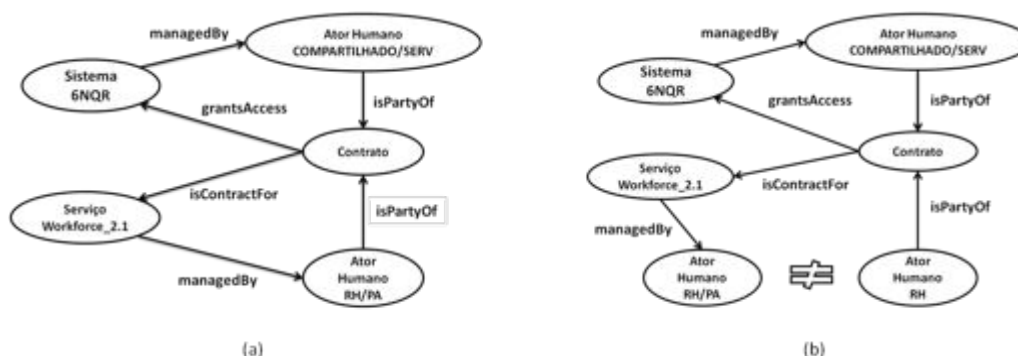 managedBy
Ator Humano
COMPARTILHADO/SERV
Sistema
6NQR
grantsAccess
isPartyOf
Contrato
isContractFor
Serviço
Workforce_2.1
isPartyOf
managedBy
Ator
Humano
RH/PA
(a)
managedBy
Ator Humano
COMPARTILHADO/SERV
Sistema
6NQR
grantsAccess
isPartyOf
Contrato
Serviço
Workforce_2.1
isContractFor
isPartyOf
managedBy
Ator
Humano
RH/PA
≠
Ator
Humano
RH
(b)